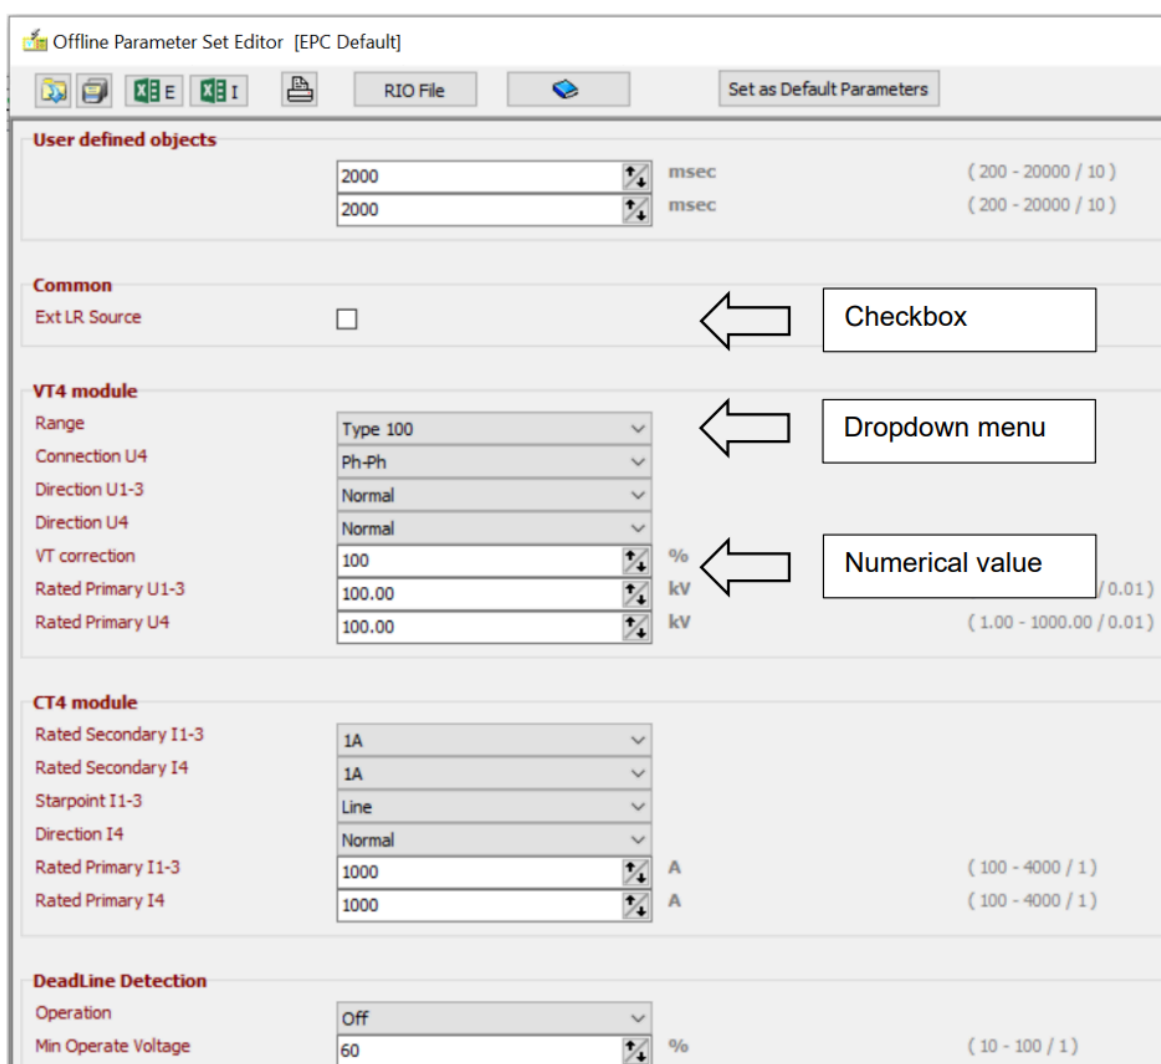 Offline Parameter Set Editor [EPC Default]
E I RIO File Set as Default Parameters
User defined objects
2000 msec ( 200 - 20000 / 10 )
2000 msec ( 200 - 20000 / 10 )
Common
Ext LR Source Checkbox
VT4 module
Range Type 100 Dropdown menu
Connection U4 Ph-Ph
Direction U1-3 Normal
Direction U4 Normal
VT correction 100 % Numerical value
Rated Primary U1-3 100.00 kV / 0.01 )
Rated Primary U4 100.00 kV ( 1.00 - 1000.00 / 0.01 )
CT4 module
Rated Secondary I1-3 1A
Rated Secondary I4 1A
Starpoint I1-3 Line
Direction I4 Normal
Rated Primary I1-3 1000 A ( 100 - 4000 / 1 )
Rated Primary I4 1000 A ( 100 - 4000 / 1 )
DeadLine Detection
Operation Off
Min Operate Voltage 60 % ( 10 - 100 / 1 )